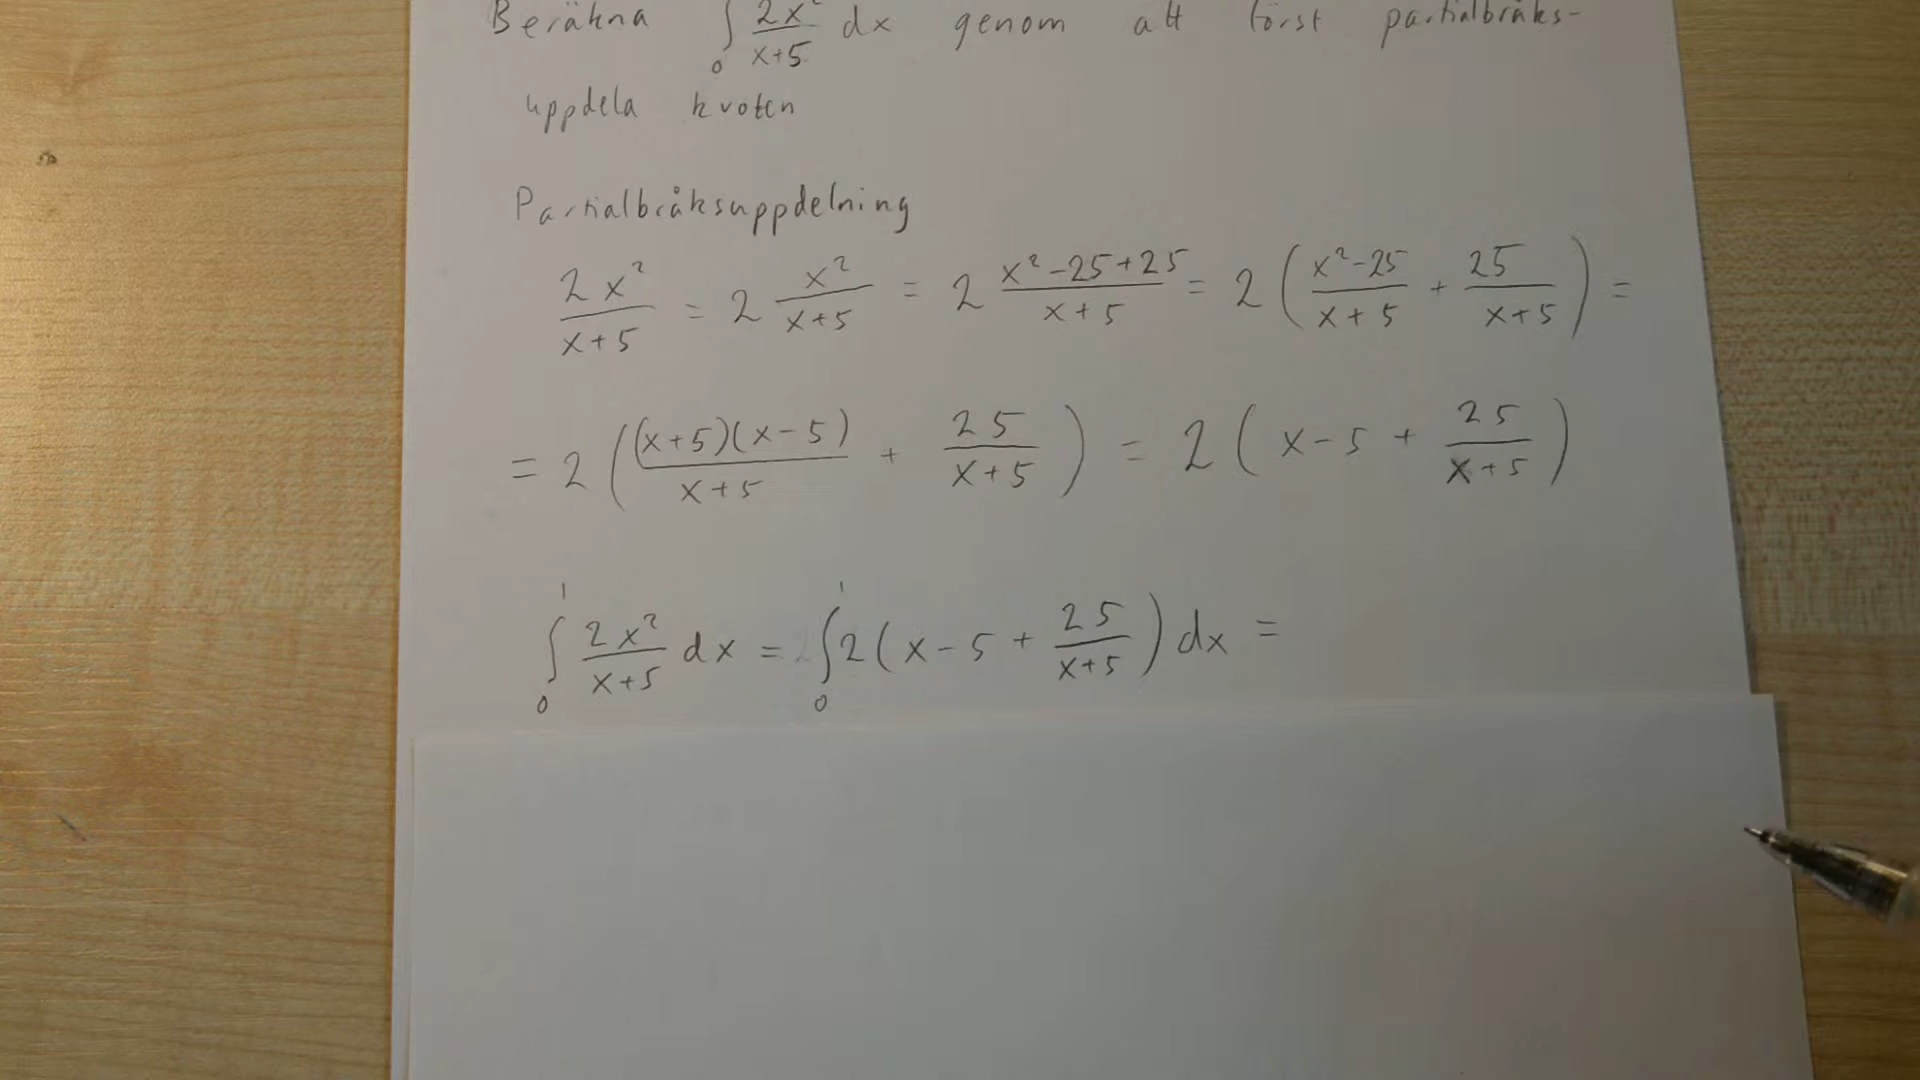 Beräkna ∫₀ 2x²/(x+5) dx genom att först partialbråks-
uppdela kvoten
Partialbråksuppdelning
2x²/(x+5) = 2 x²/(x+5) = 2 (x²-25+25)/(x+5) = 2((x²-25)/(x+5) + 25/(x+5)) =
= 2((x+5)(x-5)/(x+5) + 25/(x+5)) = 2(x-5 + 25/(x+5))
∫₀¹ 2x²/(x+5) dx = ∫₀¹ 2(x-5 + 25/(x+5)) dx =